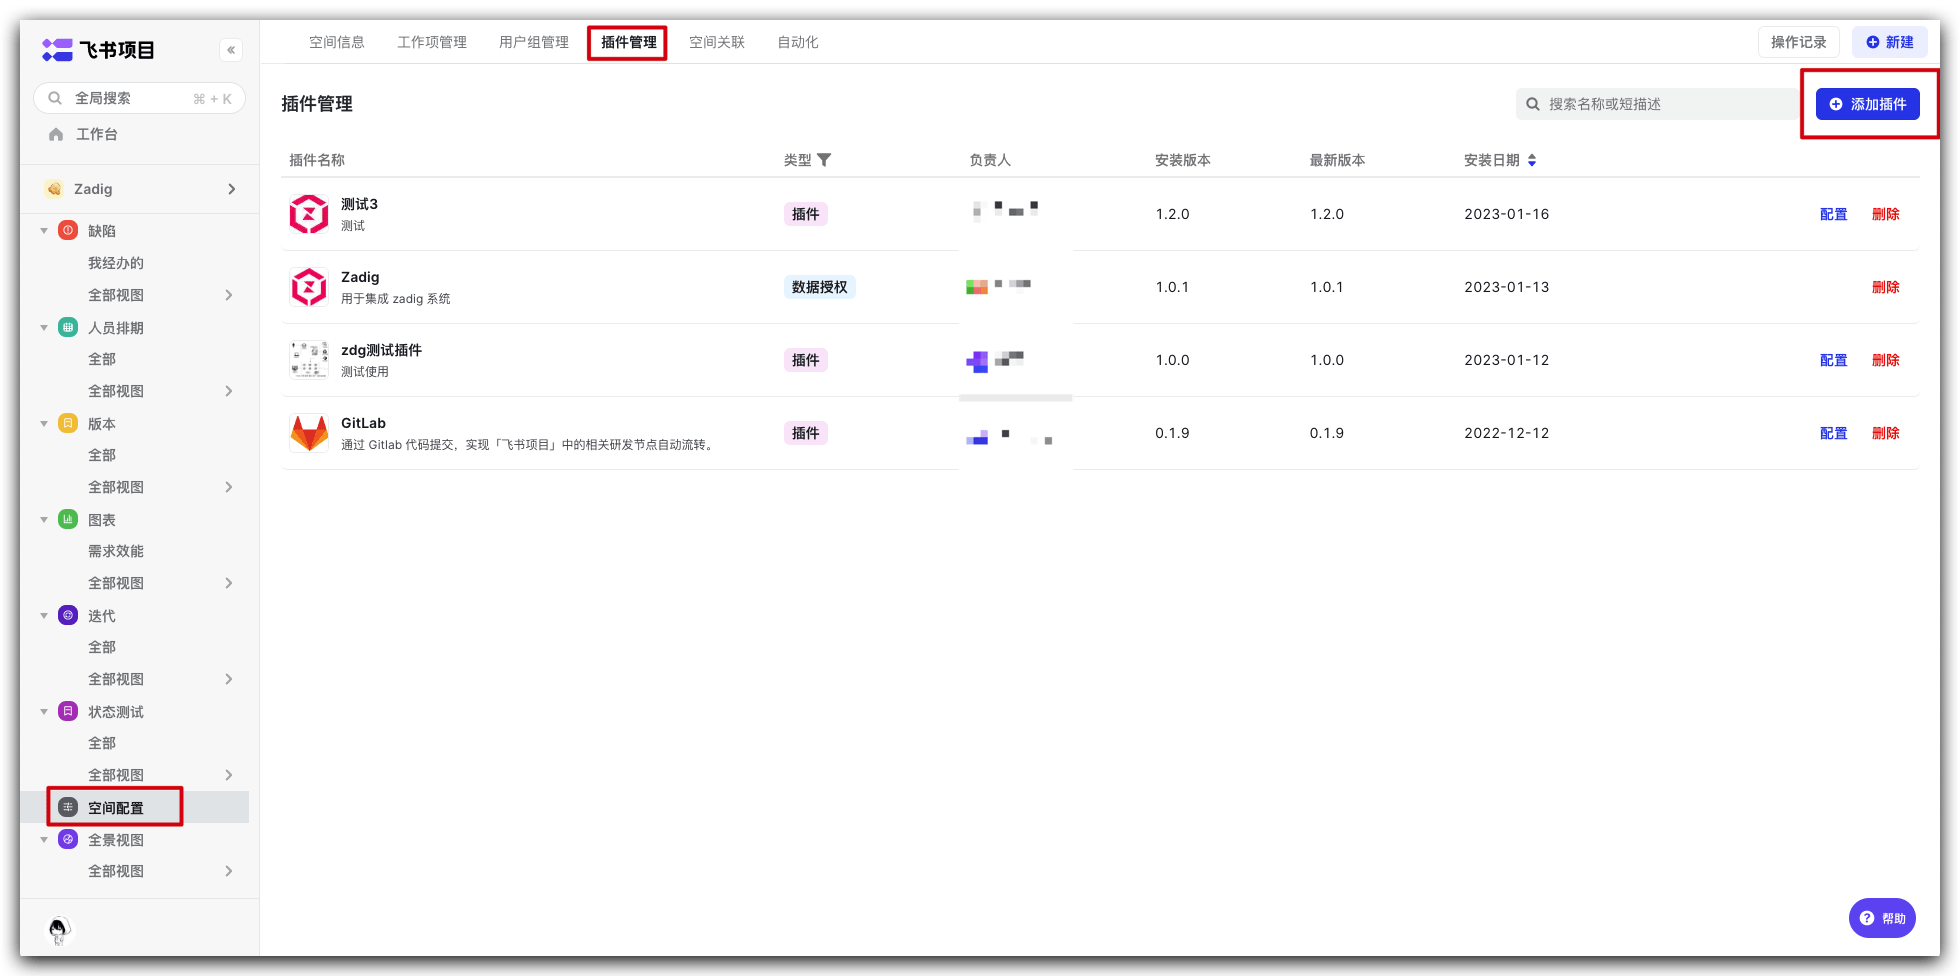 飞书项目
全局搜索 ⌘ + K
工作台
Zadig
缺陷
我经办的
全部视图
人员排期
全部
全部视图
版本
全部
全部视图
图表
需求效能
全部视图
迭代
全部
全部视图
状态测试
全部
全部视图
空间配置
全景视图
全部视图
空间信息 工作项管理 用户组管理 插件管理 空间关联 自动化 操作记录 新建
插件管理 搜索名称或短描述 添加插件
插件名称 类型 负责人 安装版本 最新版本 安装日期
测试3
测试
插件 1.2.0 1.2.0 2023-01-16 配置 删除
Zadig
用于集成 zadig 系统
数据授权 1.0.1 1.0.1 2023-01-13 删除
zdg测试插件
测试使用
插件 1.0.0 1.0.0 2023-01-12 配置 删除
GitLab
通过 Gitlab 代码提交，实现「飞书项目」中的相关研发节点自动流转。
插件 0.1.9 0.1.9 2022-12-12 配置 删除
帮助